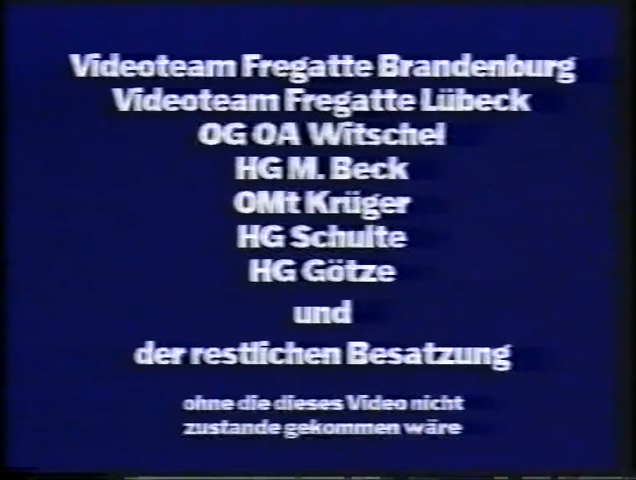 Videoteam Fregatte Brandenburg
Videoteam Fregatte Lübeck
OG OA Witschel
HG M. Beck
OMt Krüger
HG Schulte
HG Götze
und
der restlichen Besatzung
ohne die dieses Video nicht
zustande gekommen wäre